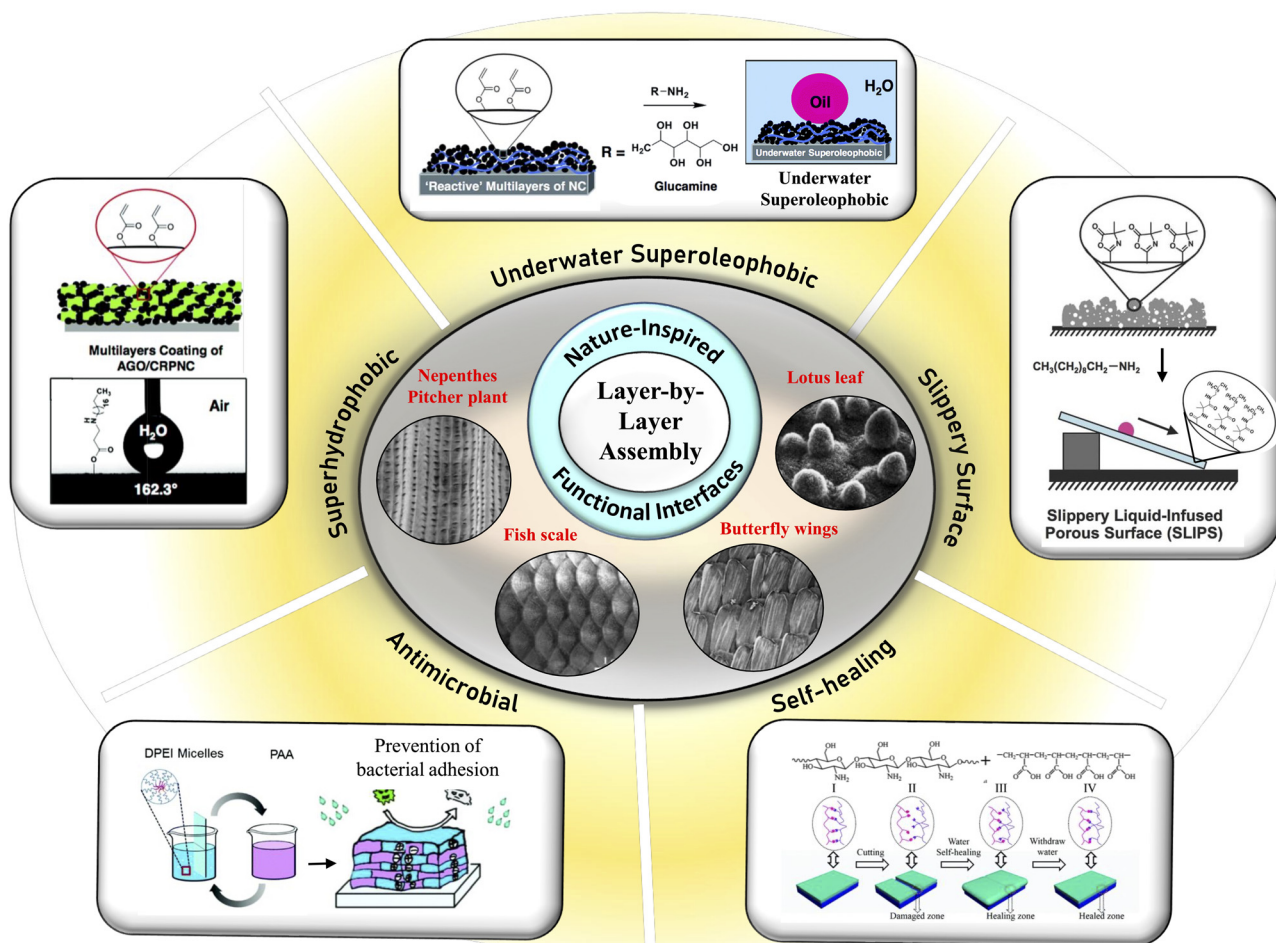 R–NH₂
H₂O
Oil
R =
H₂C
OH
OH
OH
OH
OH
'Reactive' Multilayers of NC
Glucamine
Underwater Superoleophobic
Underwater
Superoleophobic
Underwater Superoleophobic
Multilayers Coating of
AGO/CRPNC
Air
CH₃
16
H₂O
162.3°
Superhydrophobic
Nature-Inspired
Layer-by-
Layer
Assembly
Functional Interfaces
Nepenthes
Pitcher plant
Lotus leaf
Fish scale
Butterfly wings
Slippery Surface
CH₃(CH₂)₈CH₂–NH₂
Slippery Liquid-Infused
Porous Surface (SLIPS)
Antimicrobial
DPEI Micelles
PAA
Prevention of
bacterial adhesion
Self-healing
+
I
II
III
IV
Cutting
Water
Self-healing
Withdraw
water
Damaged zone
Healing zone
Healed zone